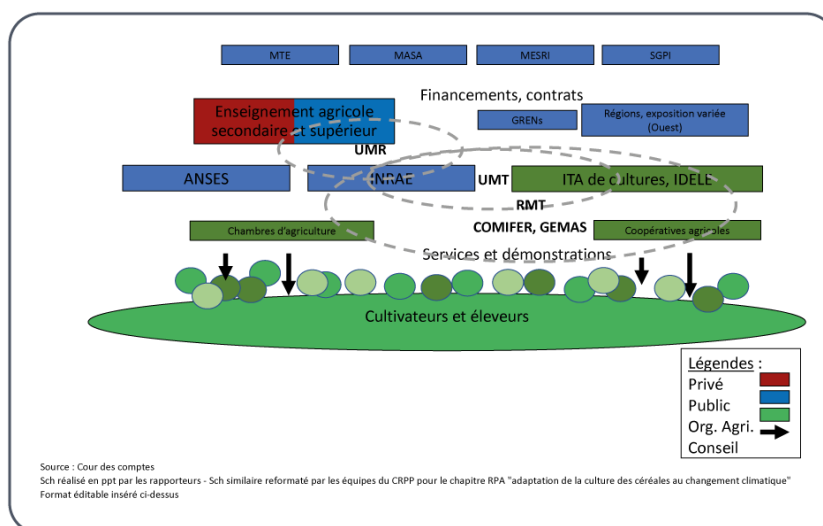 MTE
MASA
MESRI
SGPI
Financements, contrats
Enseignement agricole
secondaire et supérieur
GRENs
Régions, exposition variée
(Ouest)
UMR
ANSES
INRAE
UMT
ITA de cultures, IDELE
RMT
Chambres d'agriculture
COMIFER, GEMAS
Coopératives agricoles
Services et démonstrations
Cultivateurs et éleveurs
Légendes :
Privé
Public
Org. Agri.
Conseil
Source : Cour des comptes
Sch réalisé en ppt par les rapporteurs - Sch similaire reformaté par les équipes du CRPP pour le chapitre RPA "adaptation de la culture des céréales au changement climatique"
Format éditable inséré ci-dessus